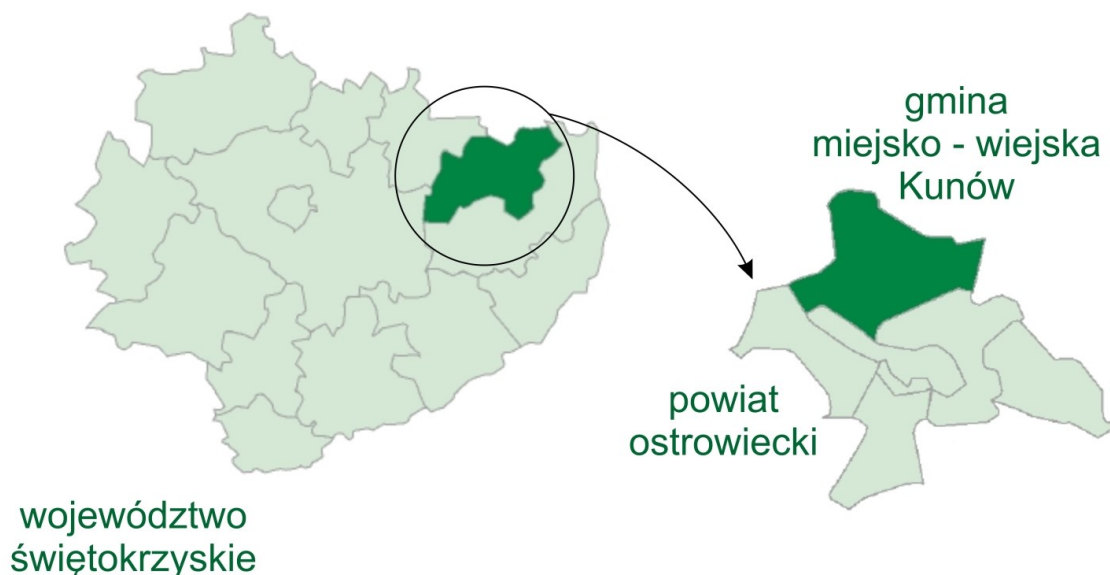 gmina
miejsko - wiejska
Kunów
powiat
ostrowiecki
województwo
świętokrzyskie